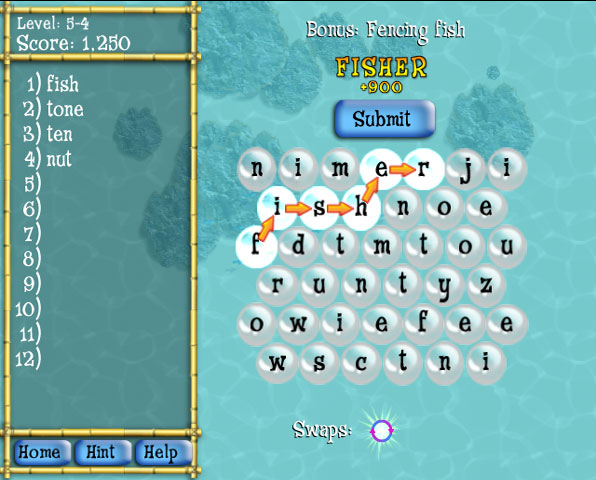 Level: 5-4
Score: 1,250
Bonus: Fencing fish
FISHER
+900
Submit
1) fish
2) tone
3) ten
4) nut
5)
6)
7)
8)
9)
10)
11)
12)
n i m e r j i
i s h n o e
f d t m t o u
r u n t y z
o w i e f e e
w s c t n i
Swaps:
Home Hint Help